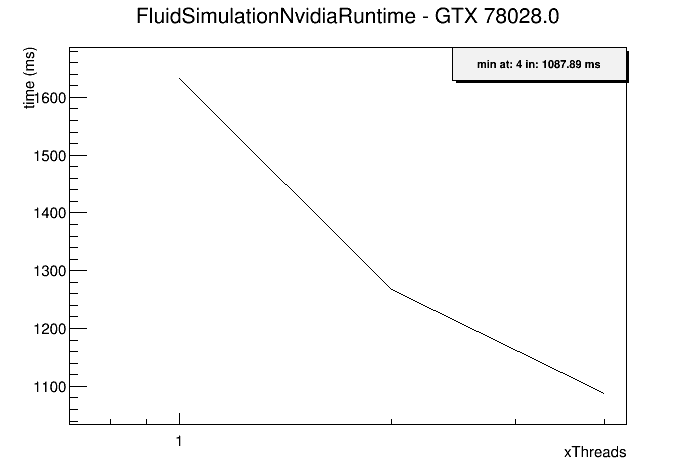 FluidSimulationNvidiaRuntime - GTX 78028.0
min at: 4 in: 1087.89 ms
time (ms)
1600
1500
1400
1300
1200
1100
1
xThreads